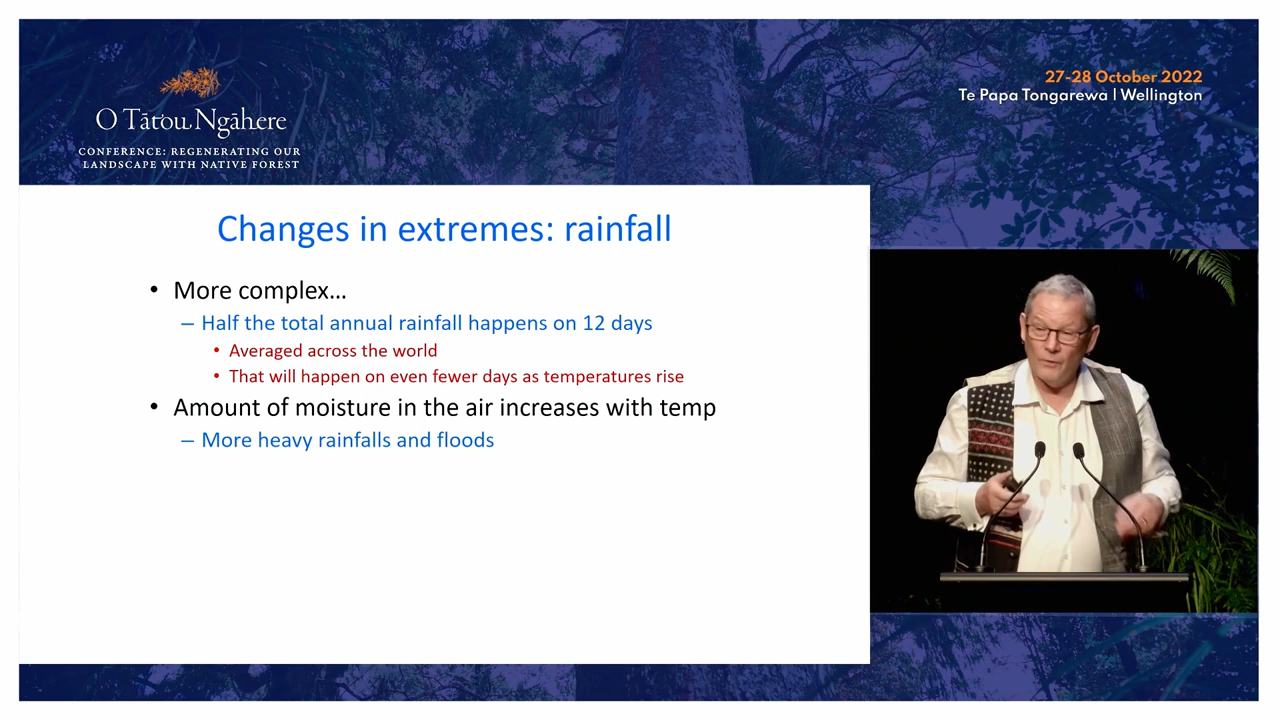 27-28 October 2022
Te Papa Tongarewa | Wellington
O Tātou Ngāhere
CONFERENCE: REGENERATING OUR
LANDSCAPE WITH NATIVE FOREST
Changes in extremes: rainfall
• More complex...
– Half the total annual rainfall happens on 12 days
• Averaged across the world
• That will happen on even fewer days as temperatures rise
• Amount of moisture in the air increases with temp
– More heavy rainfalls and floods